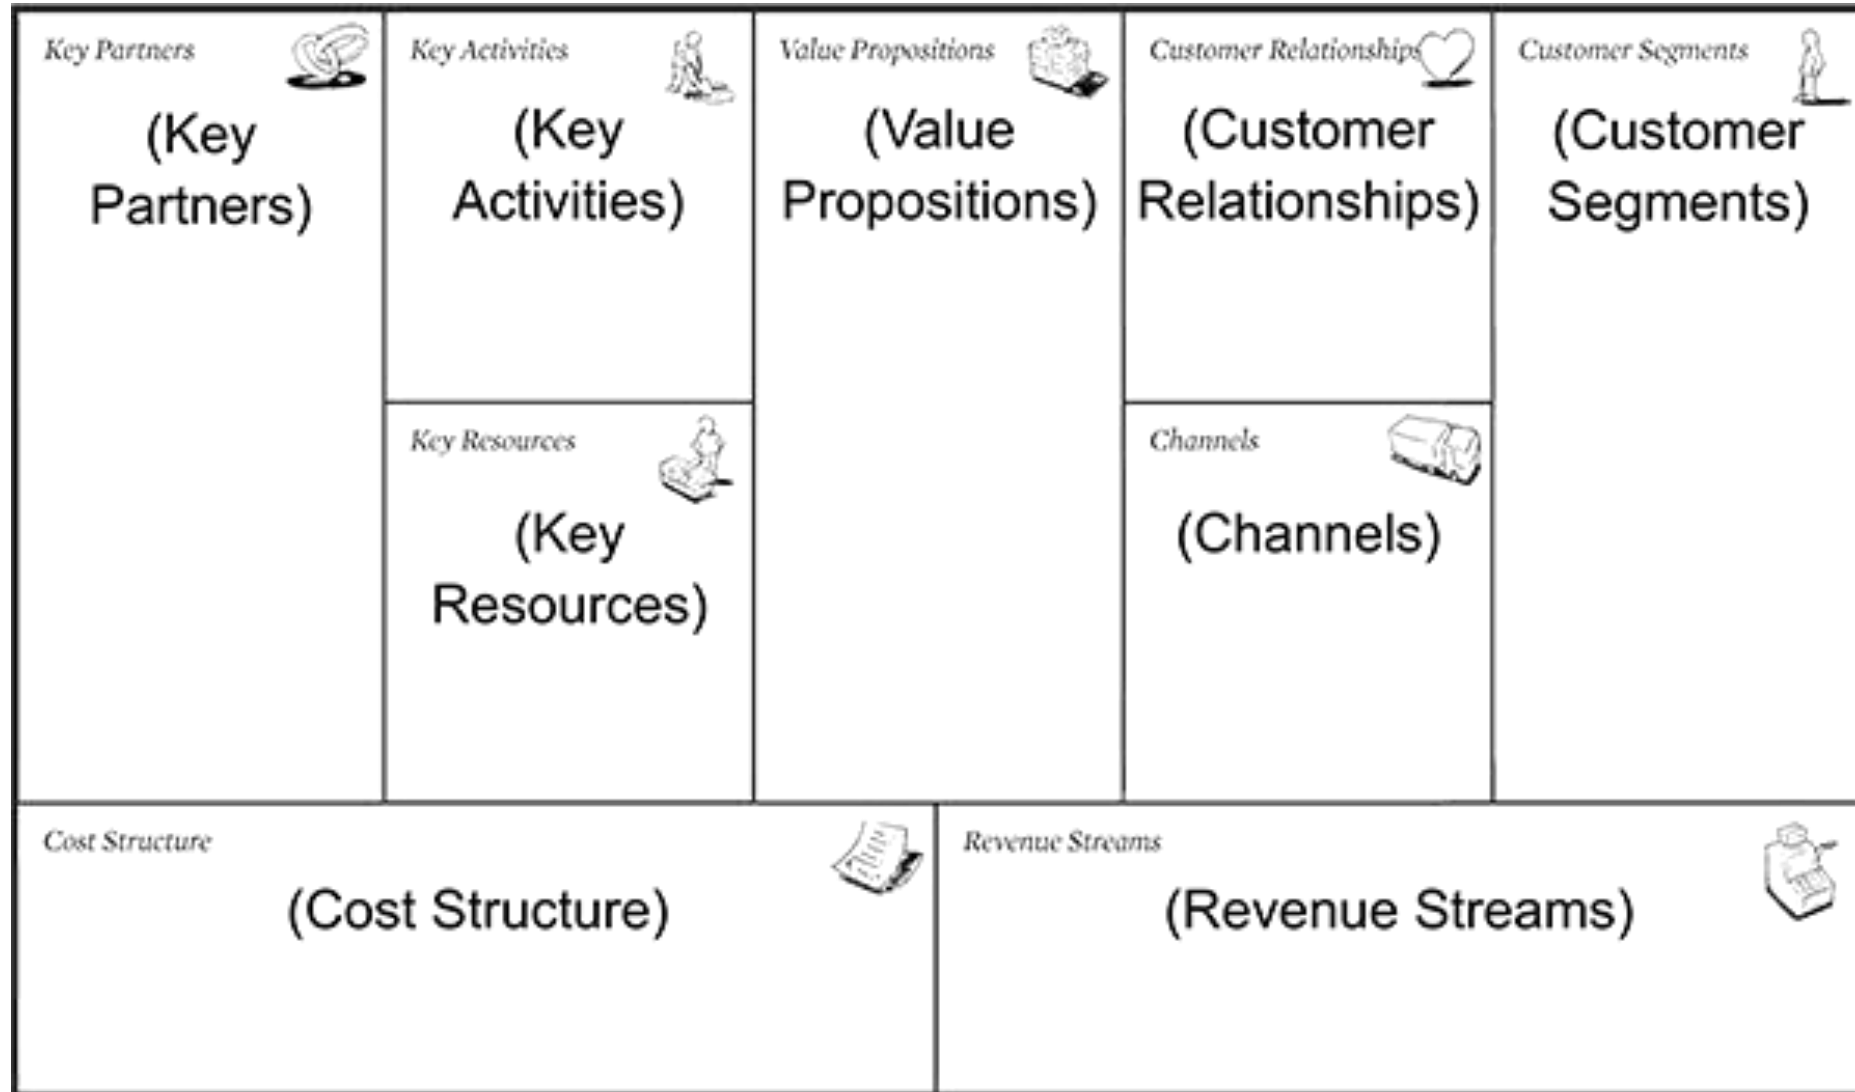 Key Partners
(Key
Partners)
Key Activities
(Key
Activities)
Key Resources
(Key
Resources)
Value Propositions
(Value
Propositions)
Customer Relationships
(Customer
Relationships)
Channels
(Channels)
Customer Segments
(Customer
Segments)
Cost Structure
(Cost Structure)
Revenue Streams
(Revenue Streams)